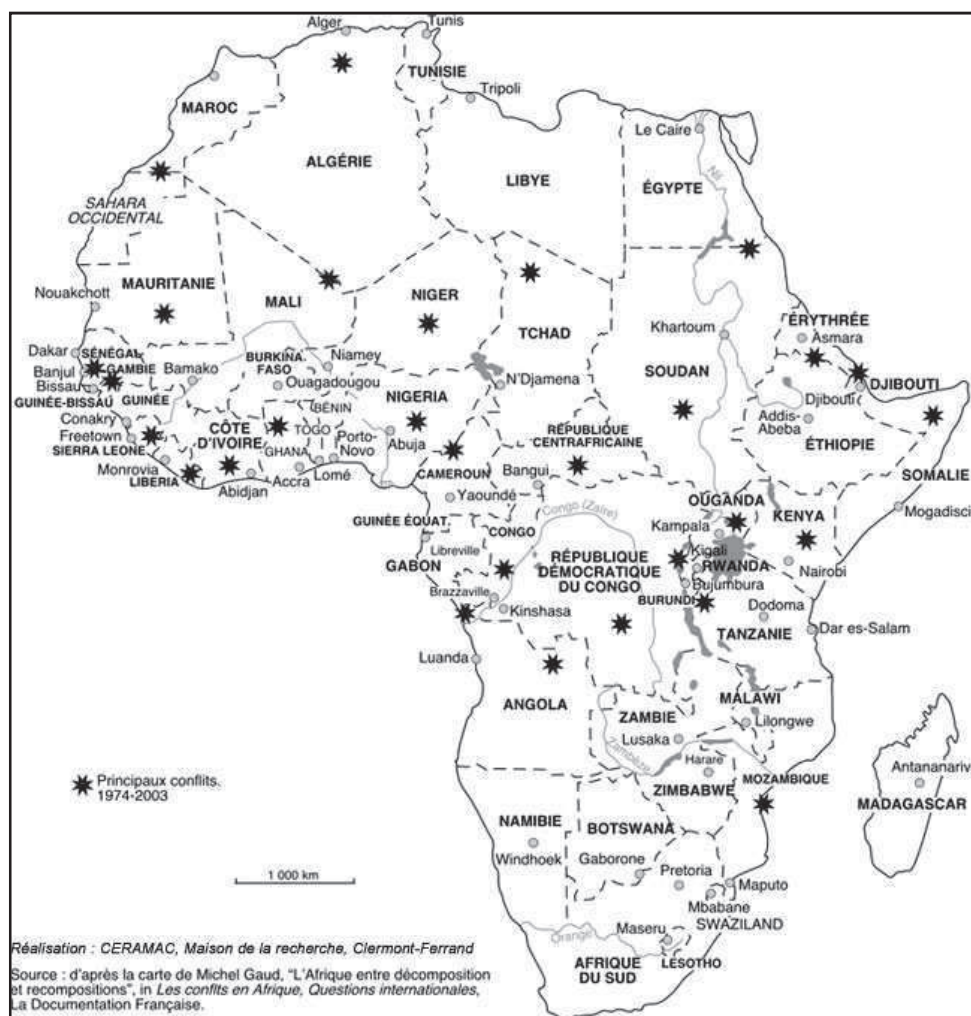 Alger
Tunis
TUNISIE
MAROC
Tripoli
Le Caire
ALGÉRIE
LIBYE
ÉGYPTE
Nil
SAHARA
OCCIDENTAL
MAURITANIE
Nouakchott
MALI
NIGER
TCHAD
Khartoum
ÉRYTHRÉE
Asmara
Dakar
SÉNÉGAL
Banjul
GAMBIE
Bissau
GUINÉE-BISSAU
GUINÉE
Bamako
BURKINA
FASO
Niamey
Ouagadougou
N'Djamena
SOUDAN
DJIBOUTI
Djibouti
BÉNIN
NIGERIA
Conakry
Freetown
SIERRA LEONE
CÔTE
D'IVOIRE
TOGO
GHANA
Porto-
Novo
Abuja
RÉPUBLIQUE
CENTRAFRICAINE
Addis-
Abeba
ÉTHIOPIE
Monrovia
LIBERIA
Abidjan
Accra
Lomé
CAMEROUN
Bangui
SOMALIE
Yaoundé
OUGANDA
KENYA
Mogadisci
GUINÉE ÉQUAT.
CONGO
Congo (Zaïre)
Kampala
Libreville
GABON
RÉPUBLIQUE
DÉMOCRATIQUE
DU CONGO
Kigali
RWANDA
Nairobi
Bujumbura
Brazzaville
Kinshasa
BURUNDI
Dodoma
TANZANIE
Dar es-Salam
Luanda
ANGOLA
MALAWI
ZAMBIE
Lilongwe
Lusaka
Zambèze
Harare
MOZAMBIQUE
Antananariv
ZIMBABWE
MADAGASCAR
Principaux conflits.
1974-2003
NAMIBIE
BOTSWANA
Windhoek
Gaborone
Pretoria
Maputo
1 000 km
Mbabane
SWAZILAND
Maseru
Orange
LESOTHO
AFRIQUE
DU SUD
Réalisation : CERAMAC, Maison de la recherche, Clermont-Ferrand
Source : d'après la carte de Michel Gaud, "L'Afrique entre décomposition
et recompositions", in Les conflts en Afrique, Questions internationales,
La Documentation Française.